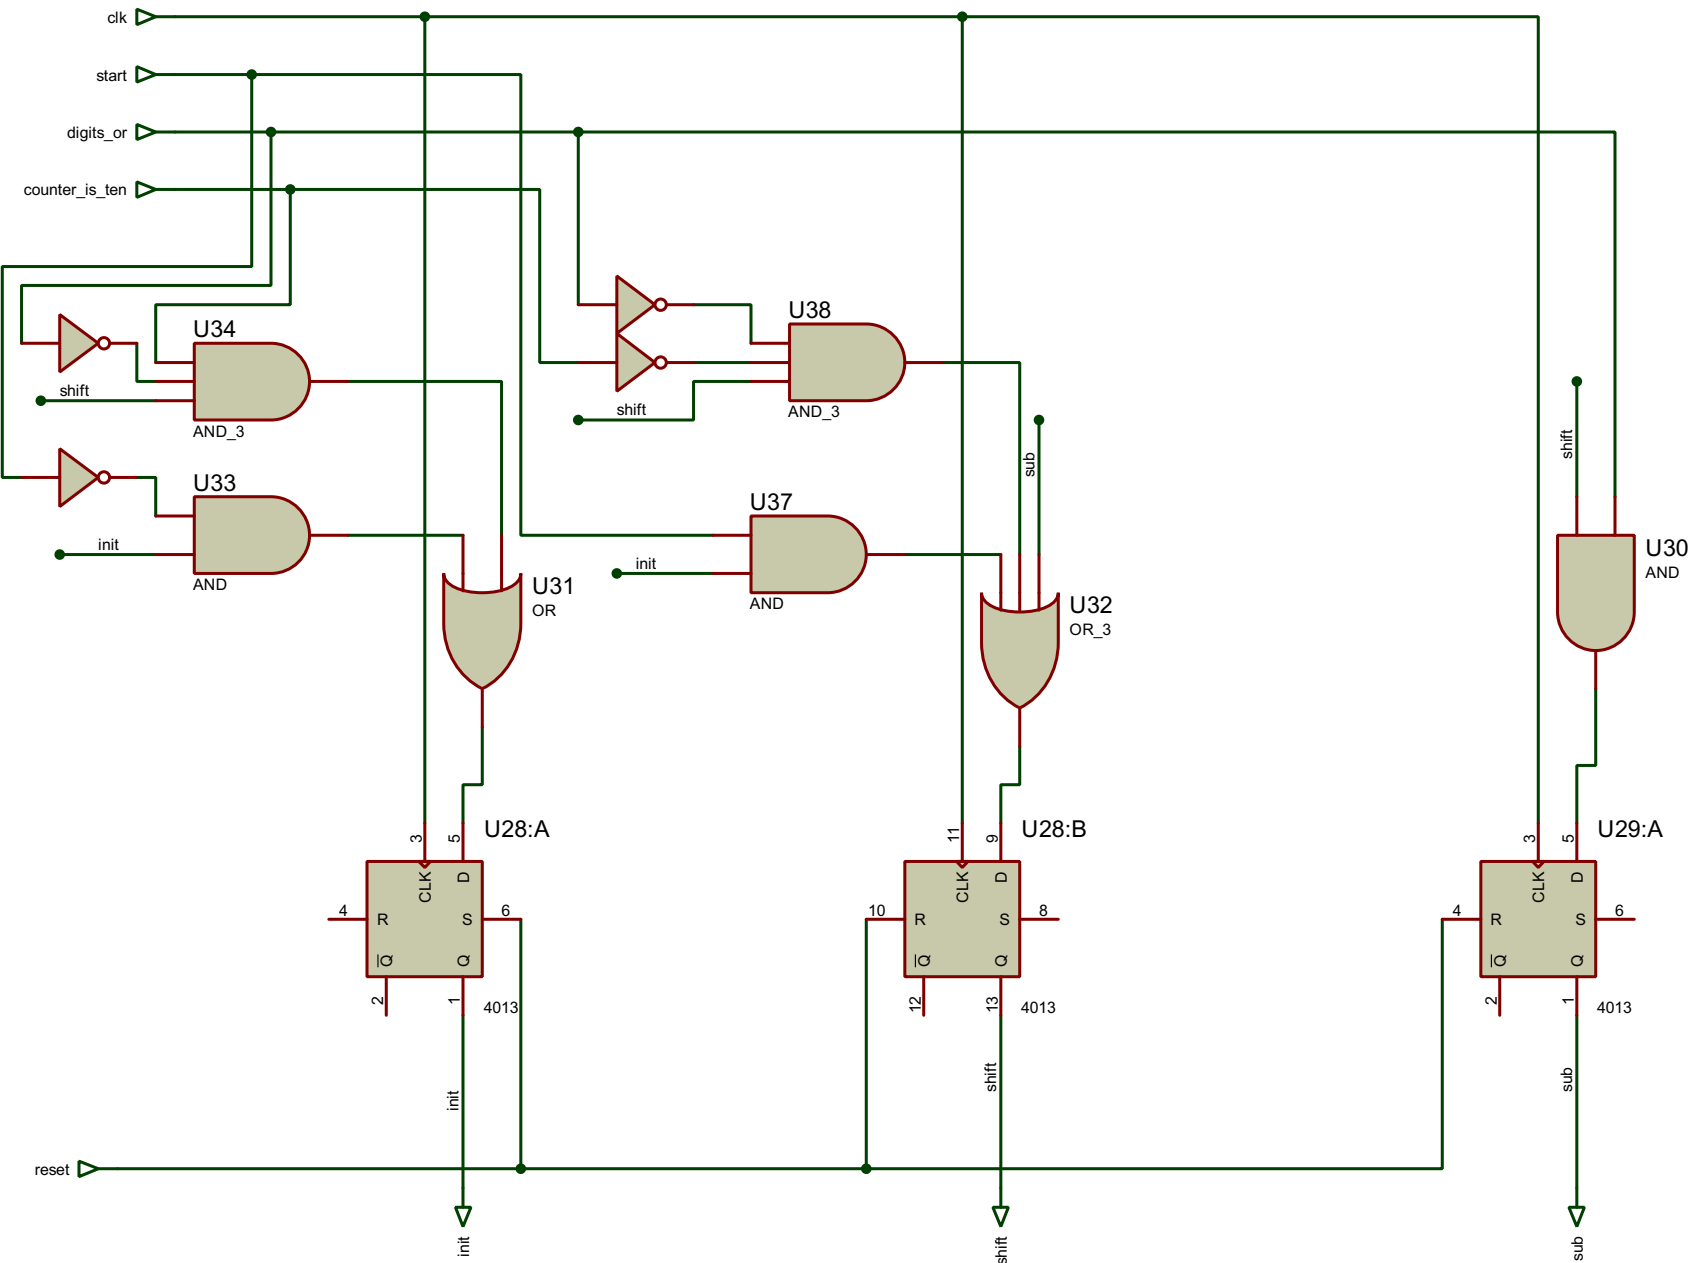 clk
start
digits_or
counter_is_ten
U34
shift
AND_3
U33
init
AND
U31
OR
U38
shift
AND_3
sub
U37
init
AND
U32
OR_3
shift
U30
AND
U28:A
3
5
CLK
D
4
R
S
6
Q
Q
2
1
4013
init
U28:B
11
9
CLK
D
10
R
S
8
Q
Q
12
13
4013
shift
U29:A
3
5
CLK
D
4
R
S
6
Q
Q
2
1
4013
sub
reset
init
shift
sub